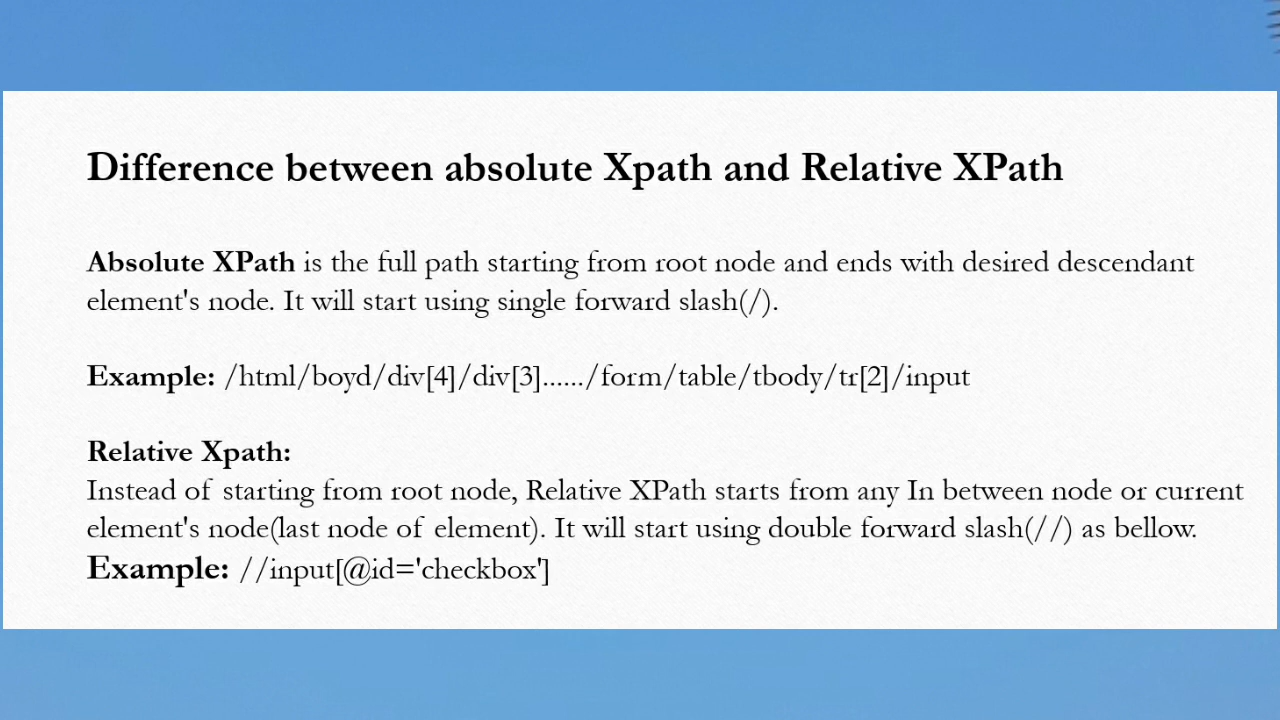 Difference between absolute Xpath and Relative XPath
Absolute XPath is the full path starting from root node and ends with desired descendant
element's node. It will start using single forward slash(/).
Example: /html/boyd/div[4]/div[3]....../form/table/tbody/tr[2]/input
Relative Xpath:
Instead of starting from root node, Relative XPath starts from any In between node or current
element's node(last node of element). It will start using double forward slash(//) as bellow.
Example: //input[@id='checkbox']